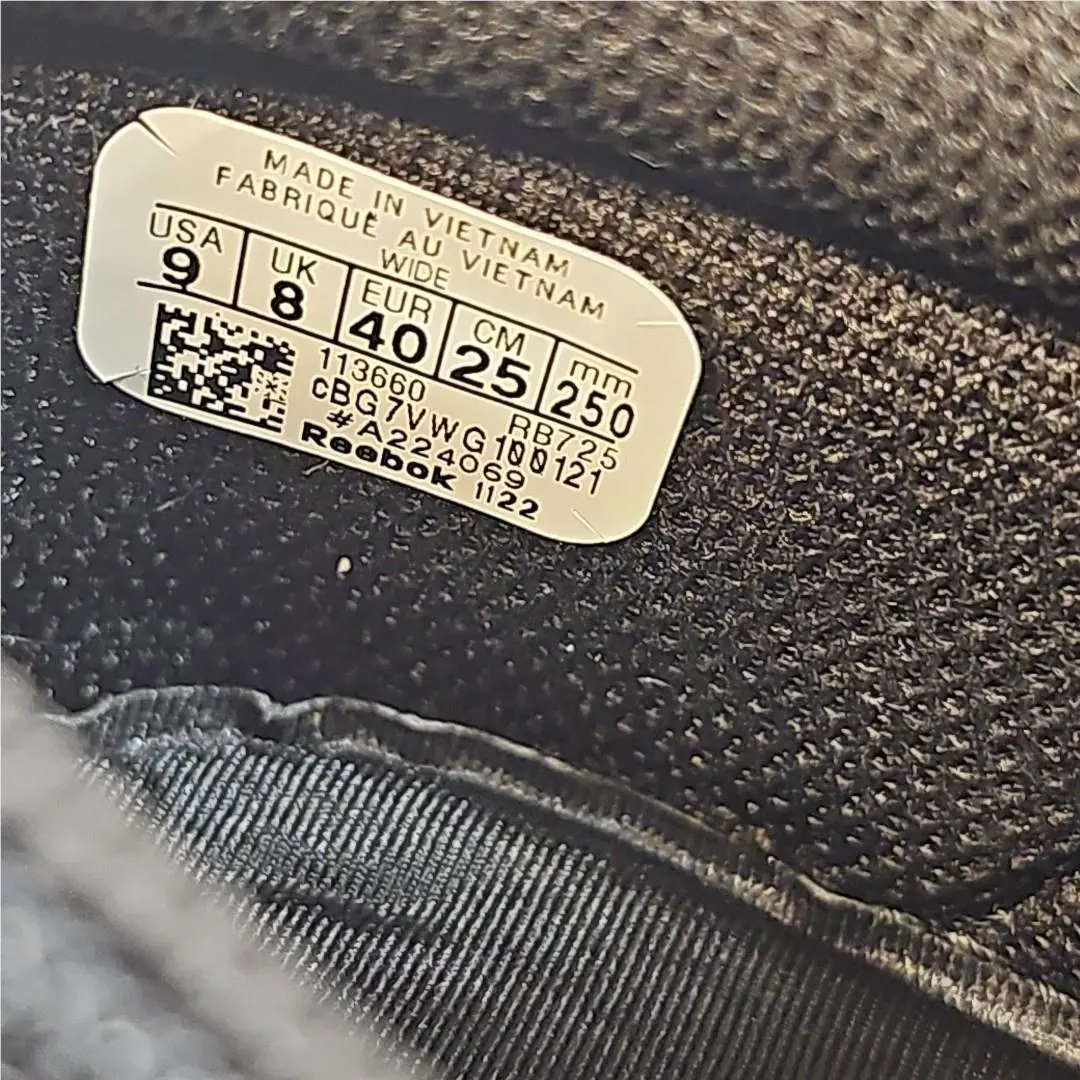 MADE IN VIETNAM
FABRIQUÉ AU VIETNAM
WIDE
USA UK EUR CM mm
9 8 40 25 250
113660 RB725
cBG7VWG100121
#A224069
Reebok 1122